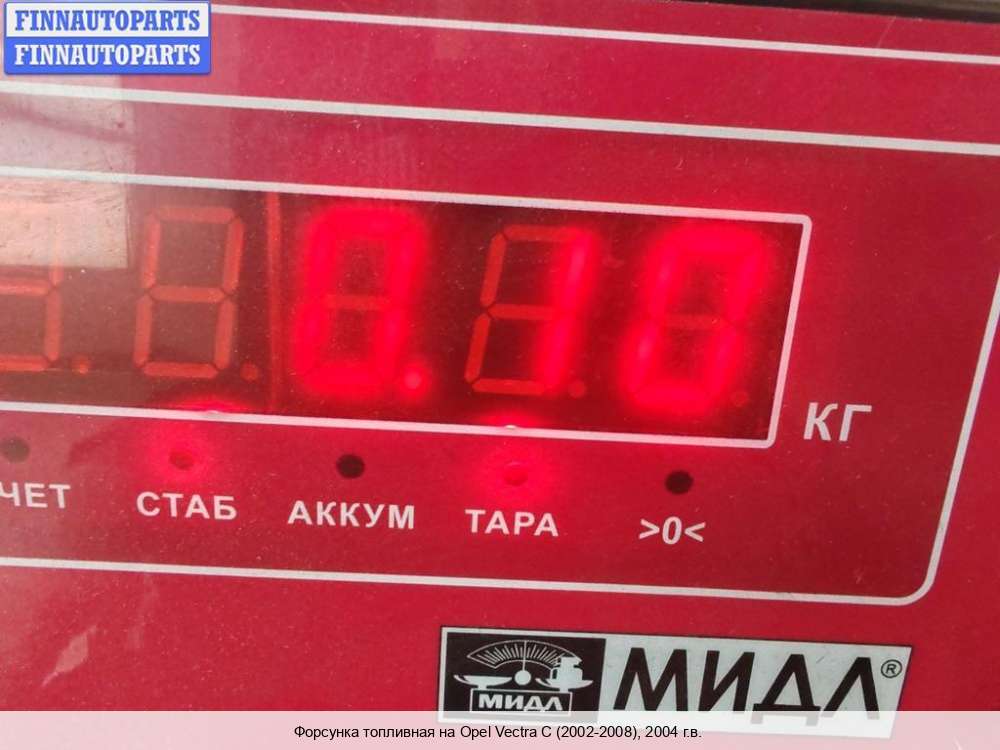 FINNAUTOPARTS
FINNAUTOPARTS
0.10
КГ
ЧЕТ СТАБ АККУМ ТАРА >0<
МИДЛ МИДЛ®
Форсунка топливная на Opel Vectra C (2002-2008), 2004 г.в.